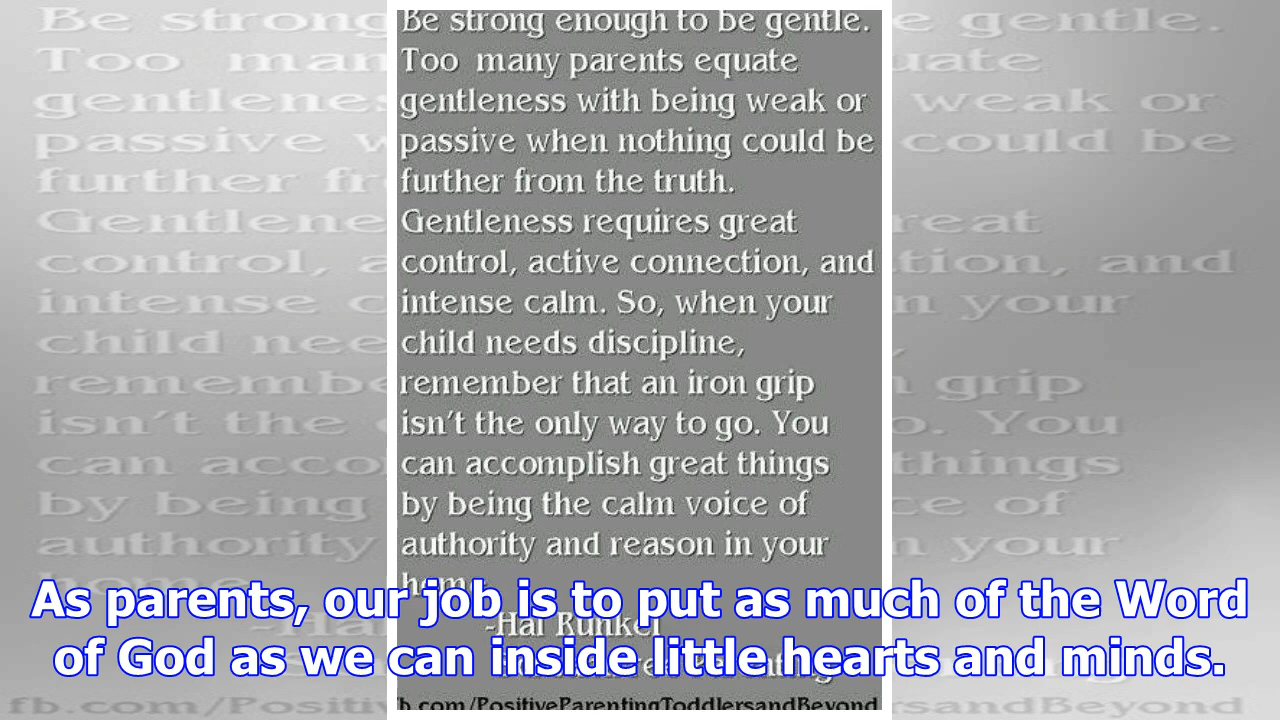 Be strong enough to be gentle.
Too many parents equate
gentleness with being weak or
passive when nothing could be
further from the truth.
Gentleness requires great
control, active connection, and
intense calm. So, when your
child needs discipline,
remember that an iron grip
isn't the only way to go. You
can accomplish great things
by being the calm voice of
authority and reason in your
home.
-Hal Runkel
fb.com/PositiveParentingToddlersandBeyond
As parents, our job is to put as much of the Word
of God as we can inside little hearts and minds.